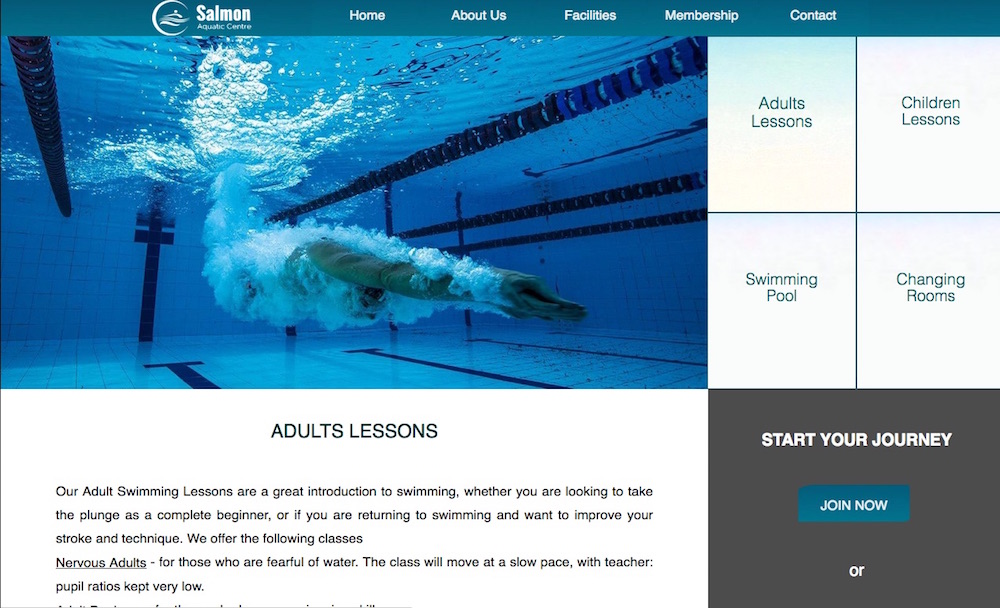 Salmon
Aquatic Centre
Home
About Us
Facilities
Membership
Contact
Adults
Lessons
Children
Lessons
Swimming
Pool
Changing
Rooms
ADULTS LESSONS
Our Adult Swimming Lessons are a great introduction to swimming, whether you are looking to take
the plunge as a complete beginner, or if you are returning to swimming and want to improve your
stroke and technique. We offer the following classes
Nervous Adults - for those who are fearful of water. The class will move at a slow pace, with teacher:
pupil ratios kept very low.
START YOUR JOURNEY
JOIN NOW
or